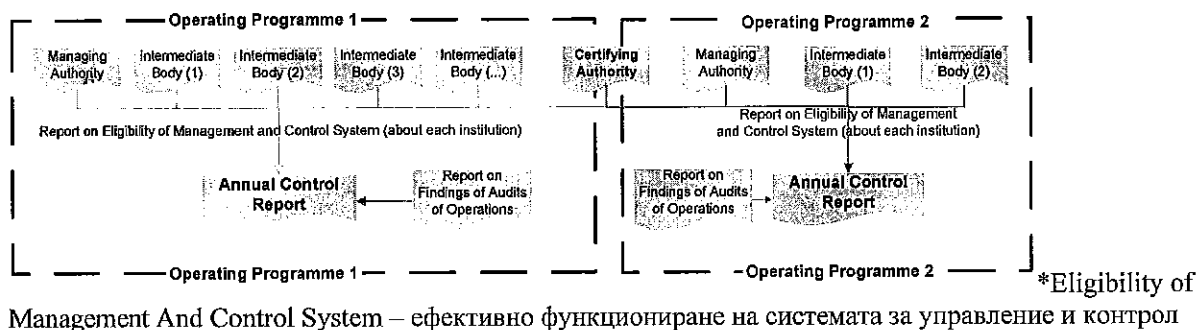 Operating Programme 1
Operating Programme 2
Managing
Authority
Intermediate
Body (1)
Intermediate
Body (2)
Intermediate
Body (3)
Intermediate
Body (...)
Certifying
Authority
Managing
Authority
Intermediate
Body (1)
Intermediate
Body (2)
Report on Eligibility of Management and Control System (about each institution)
Report on Eligibility of Management
and Control System (about each institution)
Annual Control
Report
Report on
Findings of Audits
of Operations
Report on
Findings of Audits
of Operations
Annual Control
Report
Operating Programme 1
Operating Programme 2
*Eligibility of
Management And Control System – ефективно функциониране на системата за управление и контрол